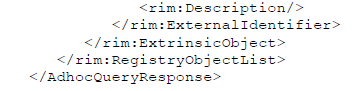 <rim:Description/>
</rim:ExternalIdentifier>
</rim:ExtrinsicObject>
</rim:RegistryObjectList>
</AdhocQueryResponse>